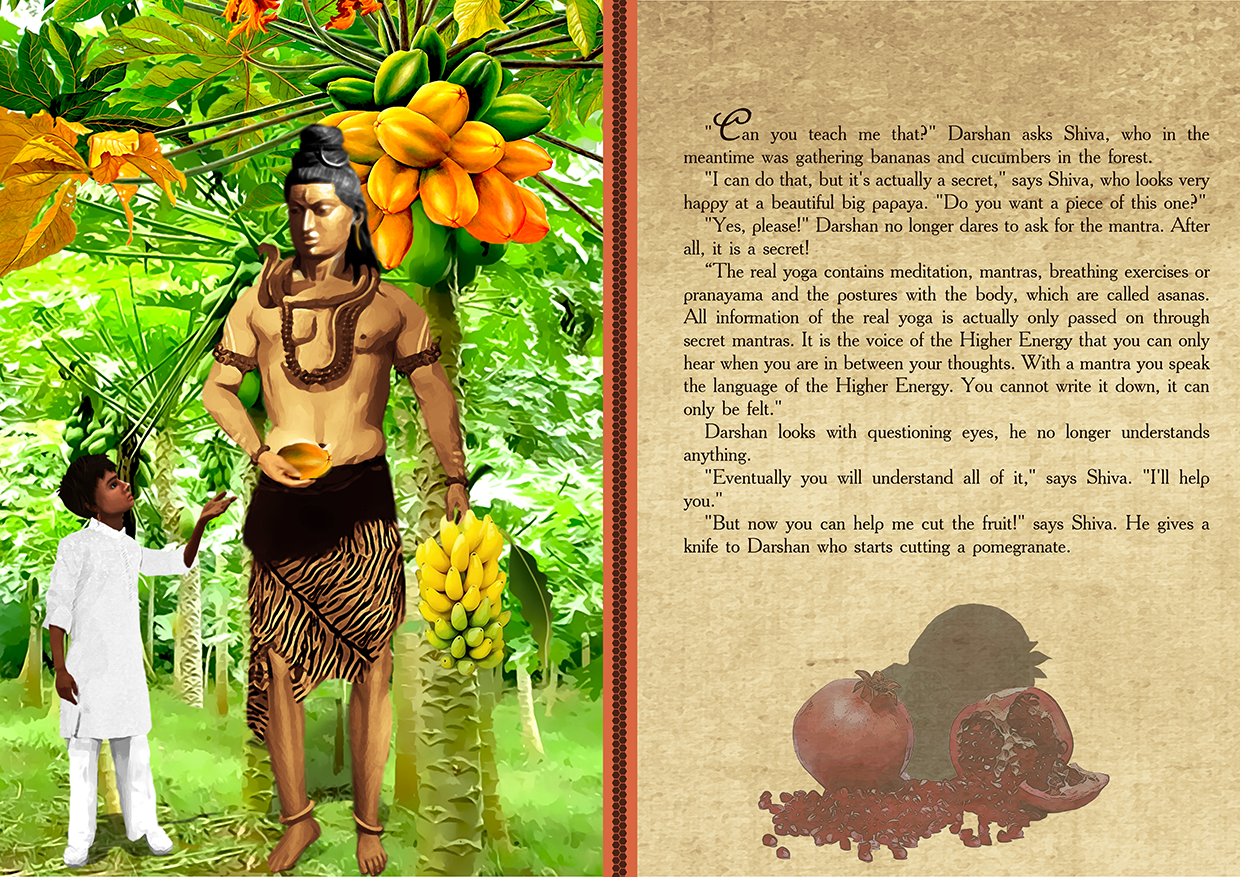 "Can you teach me that?" Darshan asks Shiva, who in the
meantime was gathering bananas and cucumbers in the forest.
"I can do that, but it's actually a secret," says Shiva, who looks very
happy at a beautiful big papaya. "Do you want a piece of this one?"
"Yes, please!" Darshan no longer dares to ask for the mantra. After
all, it is a secret!
“The real yoga contains meditation, mantras, breathing exercises or
pranayama and the postures with the body, which are called asanas.
All information of the real yoga is actually only passed on through
secret mantras. It is the voice of the Higher Energy that you can only
hear when you are in between your thoughts. With a mantra you speak
the language of the Higher Energy. You cannot write it down, it can
only be felt."
Darshan looks with questioning eyes, he no longer understands
anything.
"Eventually you will understand all of it," says Shiva. "I'll help
you."
"But now you can help me cut the fruit!" says Shiva. He gives a
knife to Darshan who starts cutting a pomegranate.